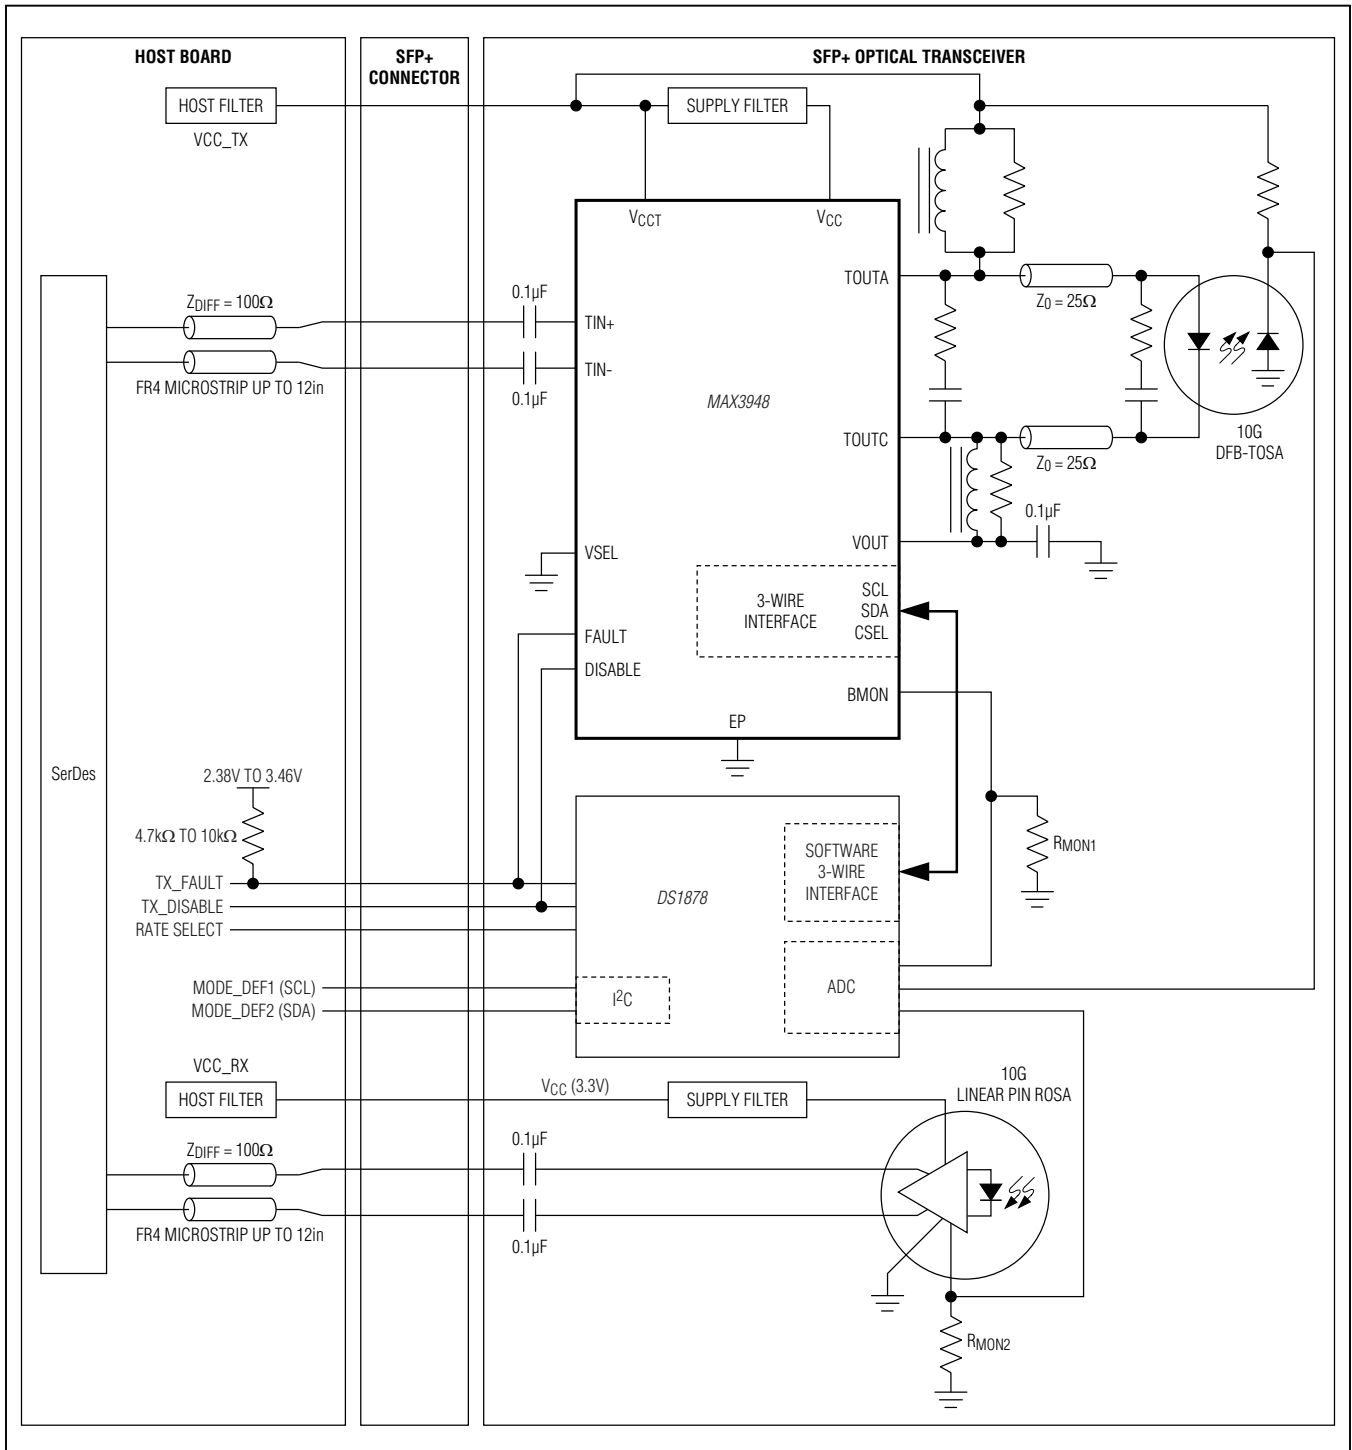 HOST BOARD
SFP+
CONNECTOR
SFP+ OPTICAL TRANSCEIVER
HOST FILTER
SUPPLY FILTER
VCC_TX
VCCT
VCC
TOUTA
Z0 = 25Ω
ZDIFF = 100Ω
0.1µF
TIN+
TIN-
FR4 MICROSTRIP UP TO 12in
0.1µF
MAX3948
TOUTC
Z0 = 25Ω
10G
DFB-TOSA
0.1µF
VOUT
VSEL
3-WIRE
INTERFACE
SCL
SDA
CSEL
FAULT
DISABLE
BMON
EP
SerDes
2.38V TO 3.46V
4.7kΩ TO 10kΩ
RMON1
SOFTWARE
3-WIRE
INTERFACE
TX_FAULT
TX_DISABLE
RATE SELECT
DS1878
MODE_DEF1 (SCL)
MODE_DEF2 (SDA)
I2C
ADC
VCC_RX
HOST FILTER
VCC (3.3V)
SUPPLY FILTER
10G
LINEAR PIN ROSA
ZDIFF = 100Ω
0.1µF
FR4 MICROSTRIP UP TO 12in
0.1µF
RMON2